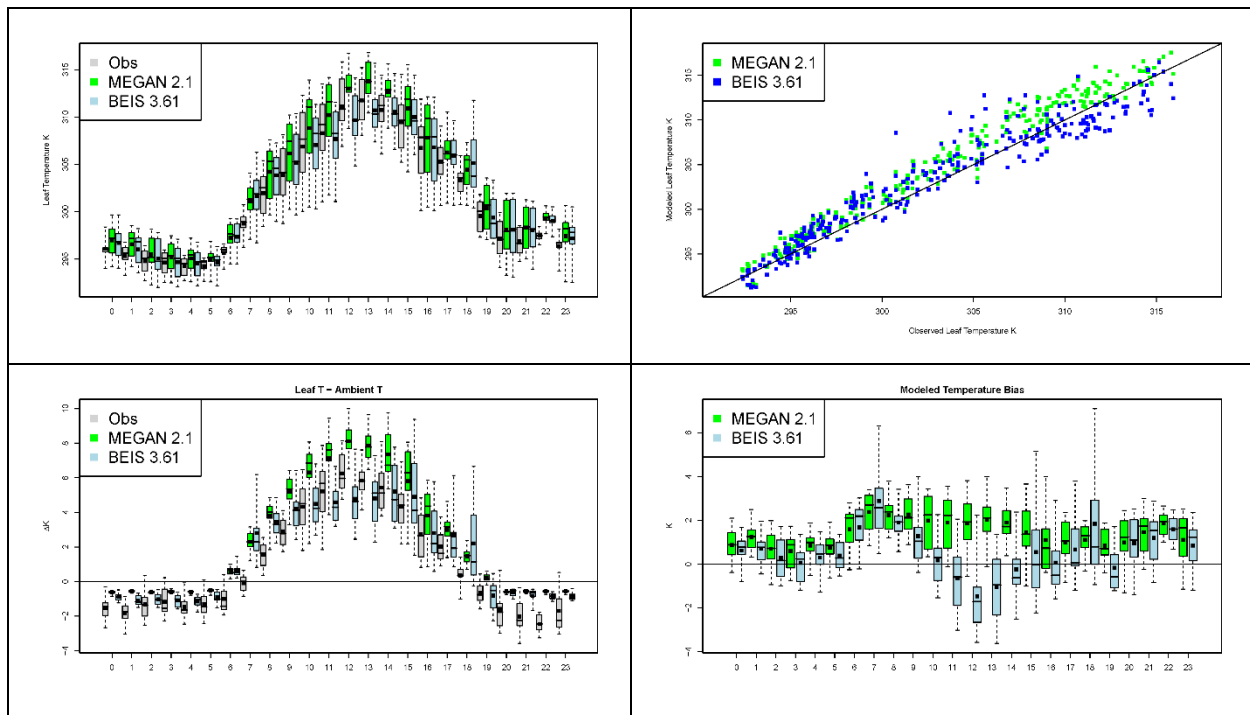 Obs
MEGAN 2.1
BEIS 3.61
Leaf Temperature K
315
310
305
300
295
0 1 2 3 4 5 6 7 8 9 10 11 12 13 14 15 16 17 18 19 20 21 22 23
MEGAN 2.1
BEIS 3.61
Modeled Leaf Temperature K
315
310
305
300
295
295 300 305 310 315
Observed Leaf Temperature K
Leaf T − Ambient T
Obs
MEGAN 2.1
BEIS 3.61
ΔK
10
8
6
4
2
0
−2
−4
0 1 2 3 4 5 6 7 8 9 10 11 12 13 14 15 16 17 18 19 20 21 22 23
Modeled Temperature Bias
MEGAN 2.1
BEIS 3.61
K
6
4
2
0
−2
−4
0 1 2 3 4 5 6 7 8 9 10 11 12 13 14 15 16 17 18 19 20 21 22 23